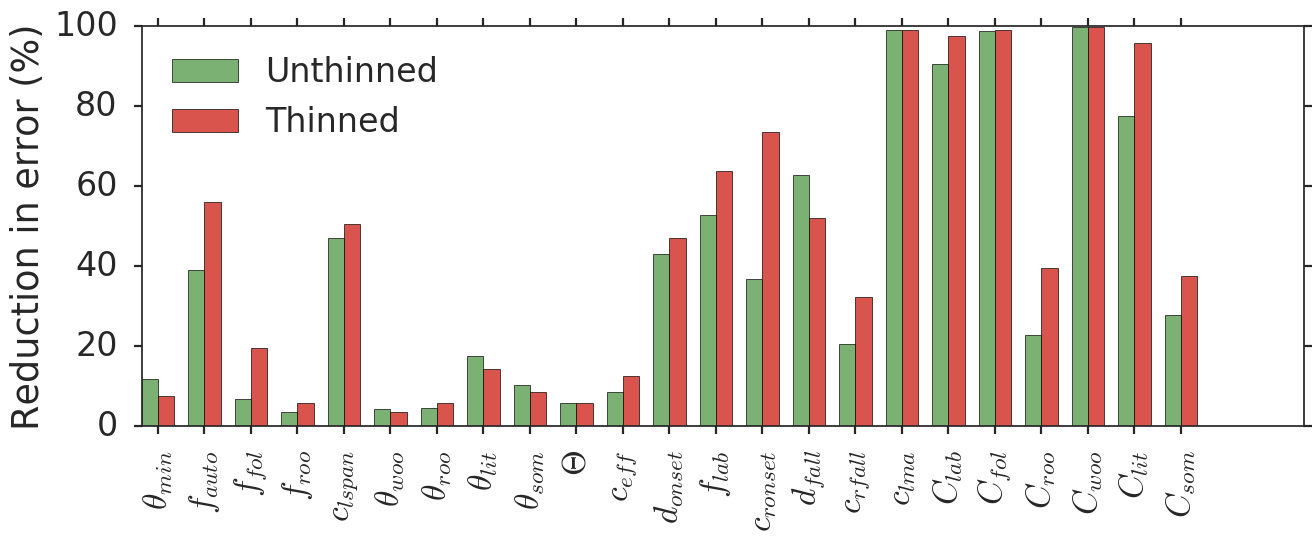 Reduction in error (%)
100
80
60
40
20
0
Unthinned
Thinned
θ_min
f_auto
f_fol
f_roo
c_lspan
θ_woo
θ_roo
θ_lit
θ_som
Θ
c_eff
d_onset
f_lab
c_ronset
d_fall
c_rfall
c_lma
C_lab
C_fol
C_roo
C_woo
C_lit
C_som